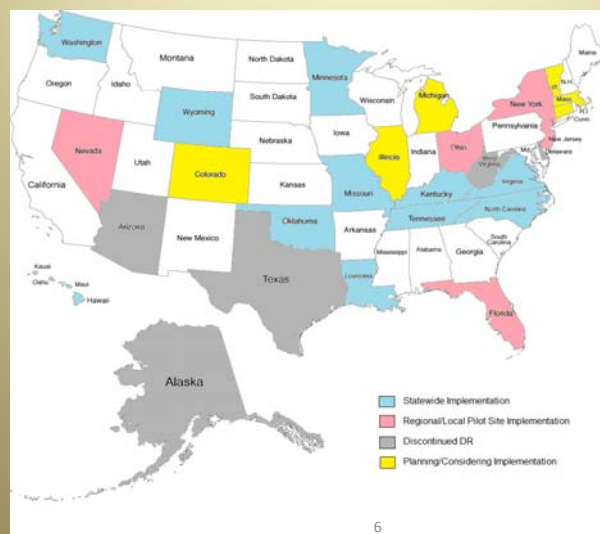 Washington
Montana
North Dakota
Minnesota
Maine
Oregon
Idaho
Wyoming
South Dakota
Wisconsin
Michigan
New York
VT
N.H.
Mass.
R.I.
Conn.
Nevada
Utah
Colorado
Nebraska
Iowa
Illinois
Indiana
Ohio
Pennsylvania
New Jersey
Md.
Delaware
California
Kansas
Missouri
Kentucky
West Virginia
Virginia
Arizona
New Mexico
Oklahoma
Arkansas
Tennessee
North Carolina
South Carolina
Texas
Louisiana
Mississippi
Alabama
Georgia
Florida
Kauai
Oahu
Maui
Hawaii
Alaska
Statewide Implementation
Regional/Local Pilot Site Implementation
Discontinued DR
Planning/Considering Implementation
6